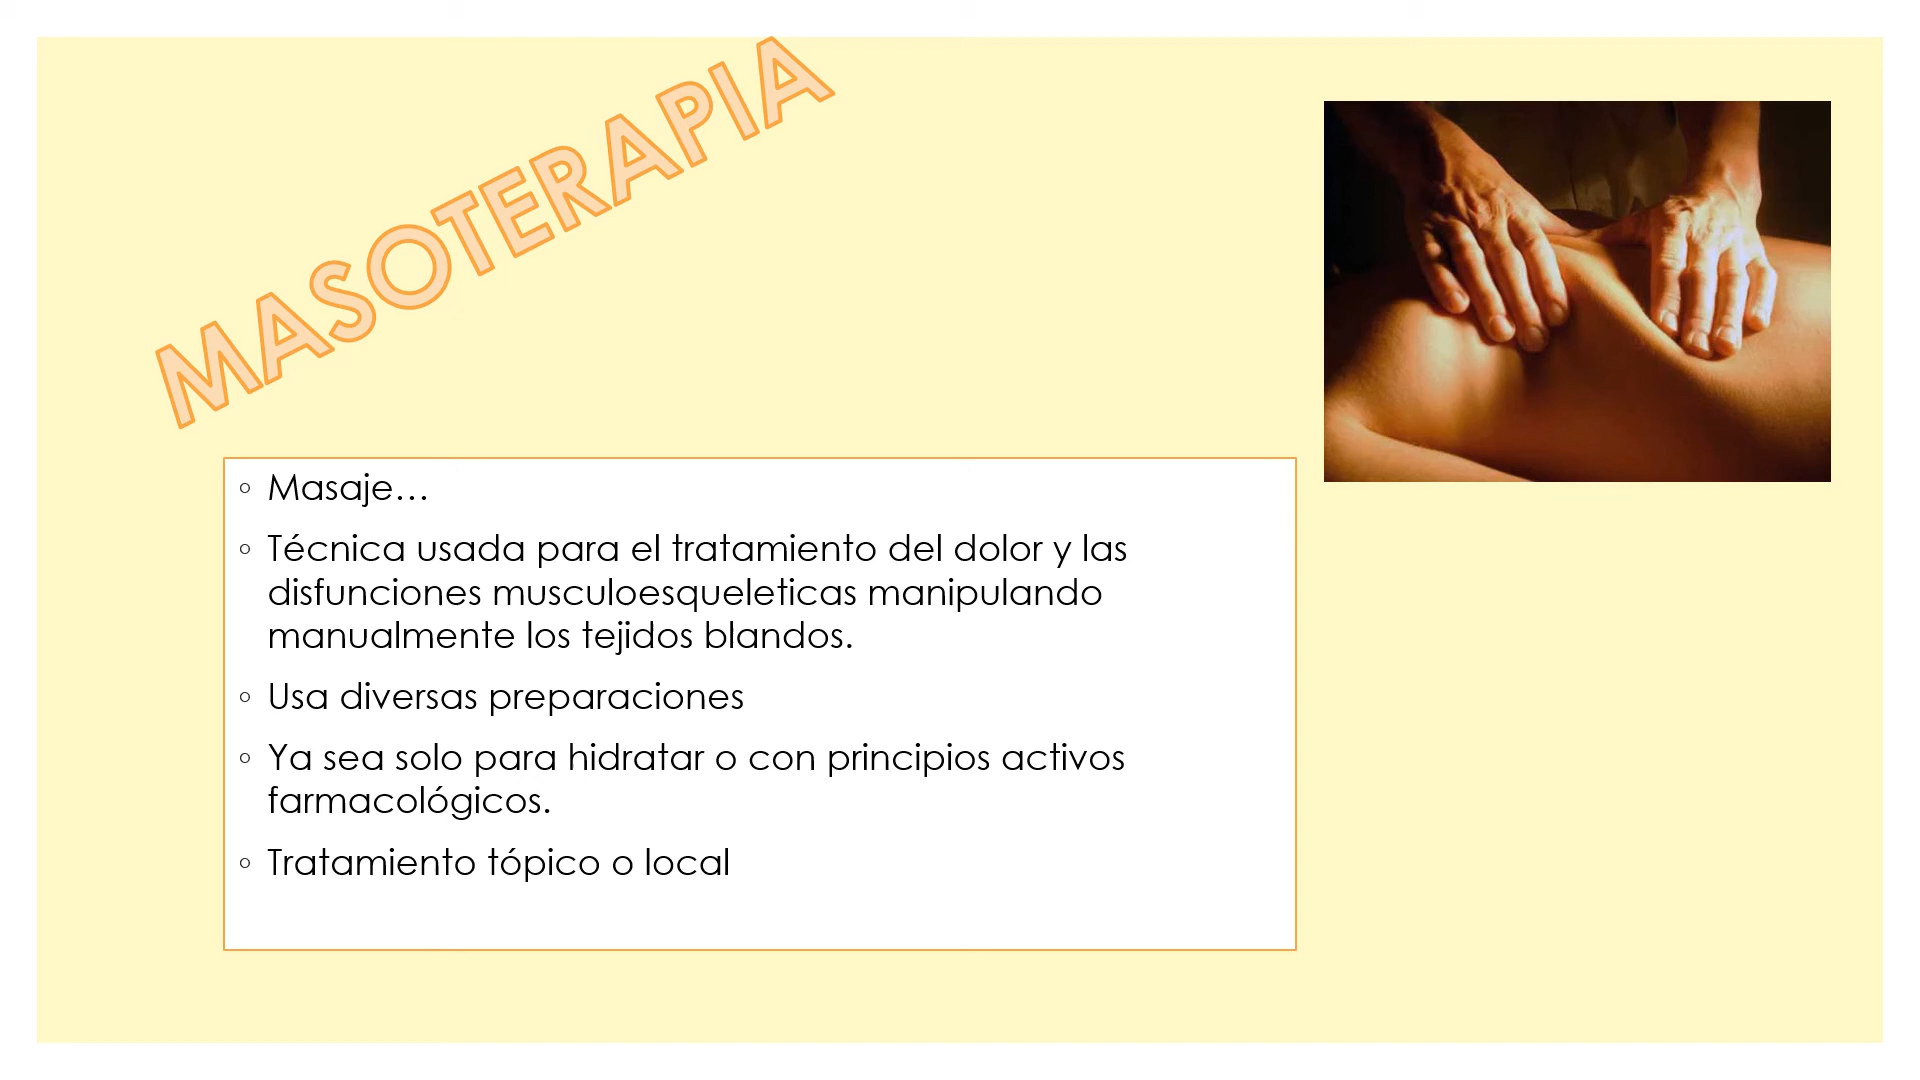 MASOTERAPIA
◦ Masaje…
◦ Técnica usada para el tratamiento del dolor y las
disfunciones musculoesqueleticas manipulando
manualmente los tejidos blandos.
◦ Usa diversas preparaciones
◦ Ya sea solo para hidratar o con principios activos
farmacológicos.
◦ Tratamiento tópico o local